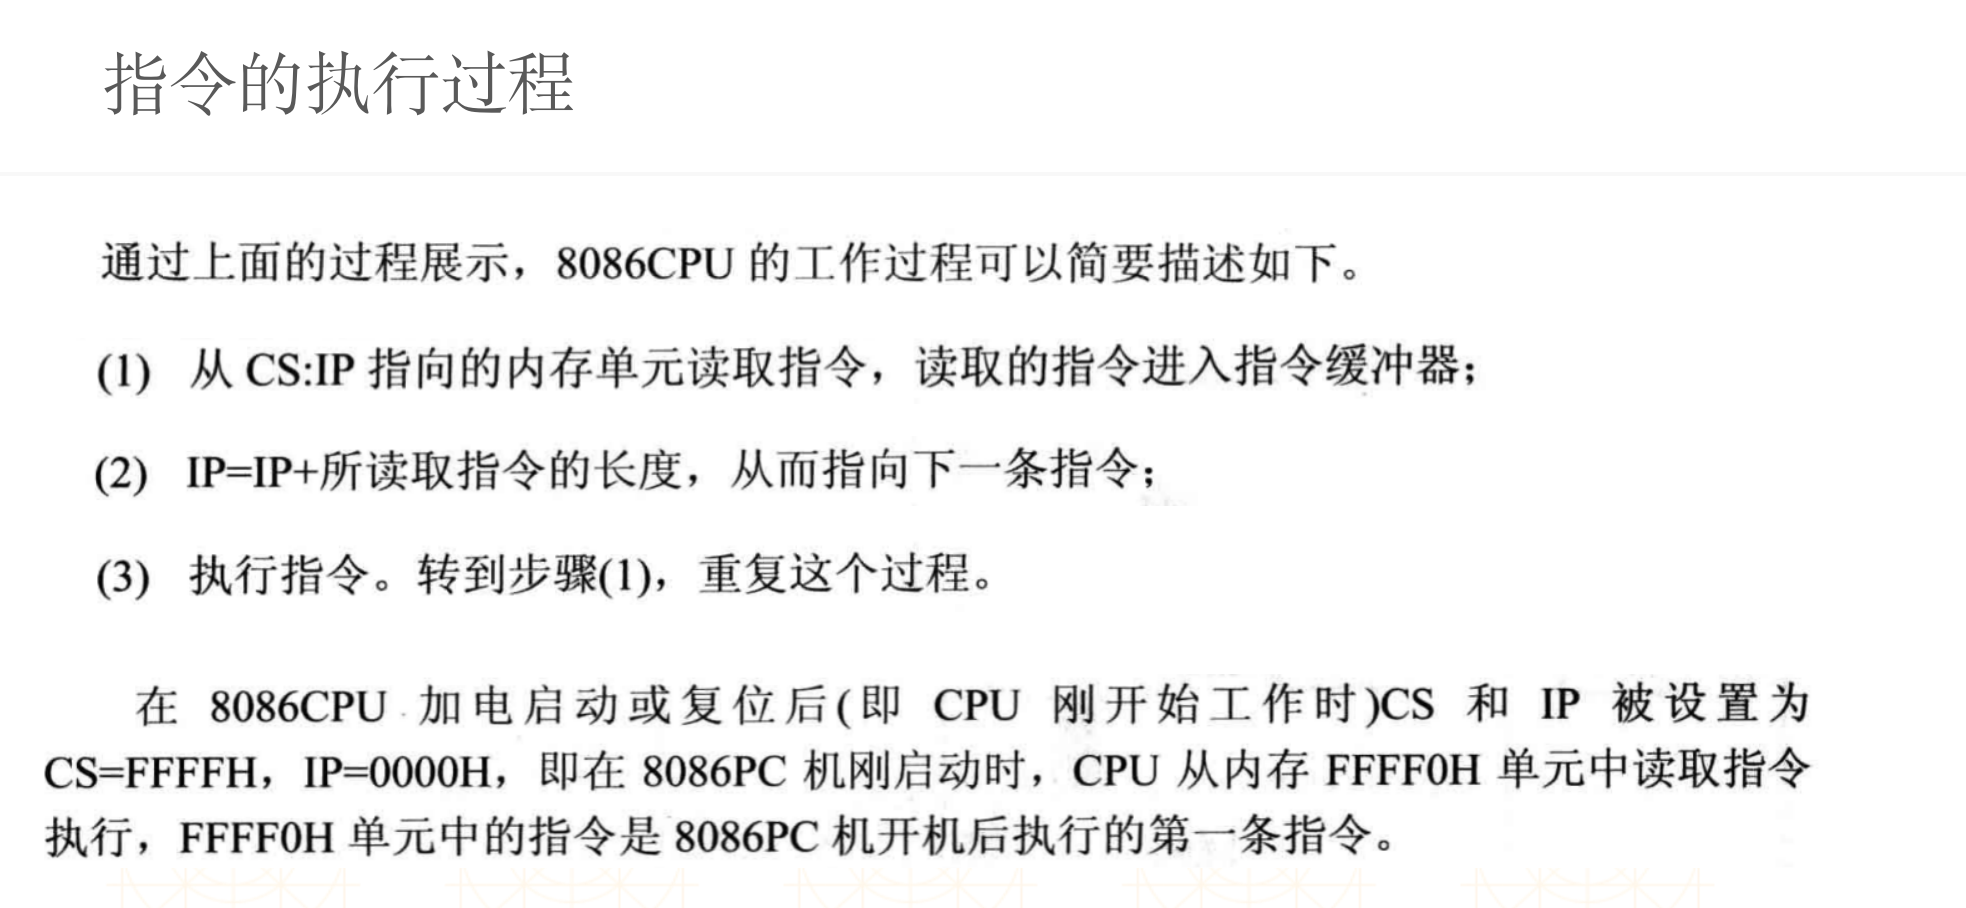 指令的执行过程
通过上面的过程展示，8086CPU 的工作过程可以简要描述如下。
(1) 从 CS:IP 指向的内存单元读取指令，读取的指令进入指令缓冲器；
(2) IP=IP+所读取指令的长度，从而指向下一条指令；
(3) 执行指令。转到步骤(1)，重复这个过程。
在 8086CPU 加电启动或复位后(即 CPU 刚开始工作时)CS 和 IP 被设置为
CS=FFFFH，IP=0000H，即在 8086PC 机刚启动时，CPU 从内存 FFFF0H 单元中读取指令
执行，FFFF0H 单元中的指令是 8086PC 机开机后执行的第一条指令。